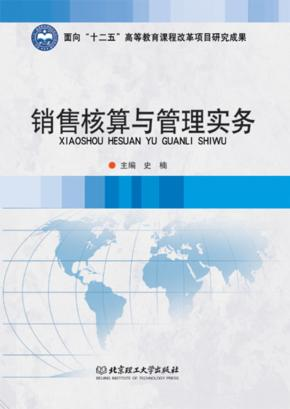 面向“十二五”高等教育课程改革项目研究成果
销售核算与管理实务
XIAOSHOU HESUAN YU GUANLI SHIWU
主编 史 楠
北京理工大学出版社
BEIJING INSTITUTE OF TECHNOLOGY PRESS